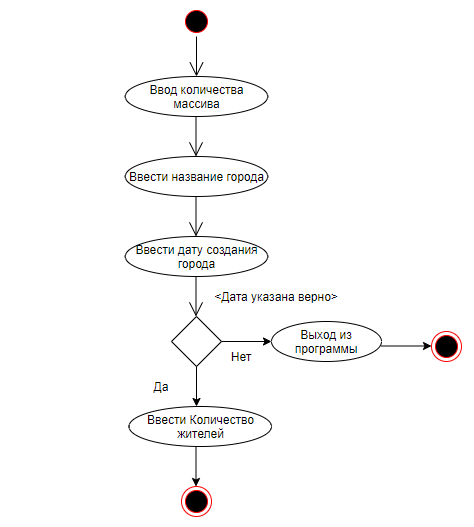 Ввод количества
массива
Ввести название города
Ввести дату создания
города
<Дата указана верно>
Выход из
программы
Нет
Да
Ввести Количество
жителей